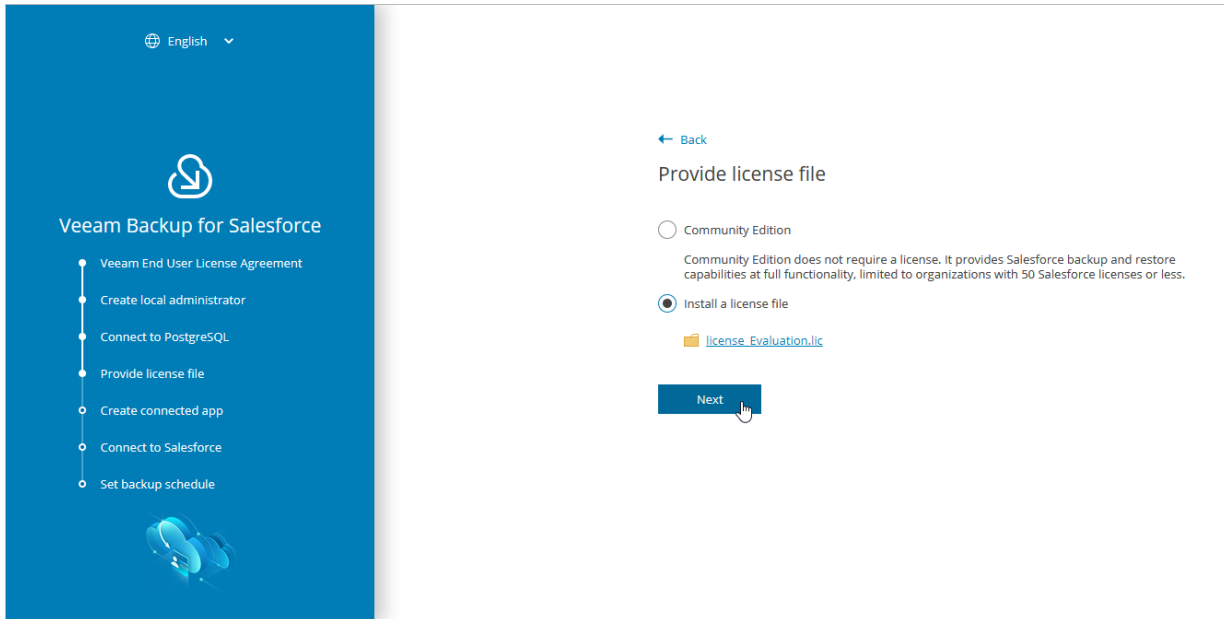 English
Veeam Backup for Salesforce
Veeam End User License Agreement
Create local administrator
Connect to PostgreSQL
Provide license file
Create connected app
Connect to Salesforce
Set backup schedule
Back
Provide license file
Community Edition
Community Edition does not require a license. It provides Salesforce backup and restore
capabilities at full functionality, limited to organizations with 50 Salesforce licenses or less.
Install a license file
license_Evaluation.lic
Next